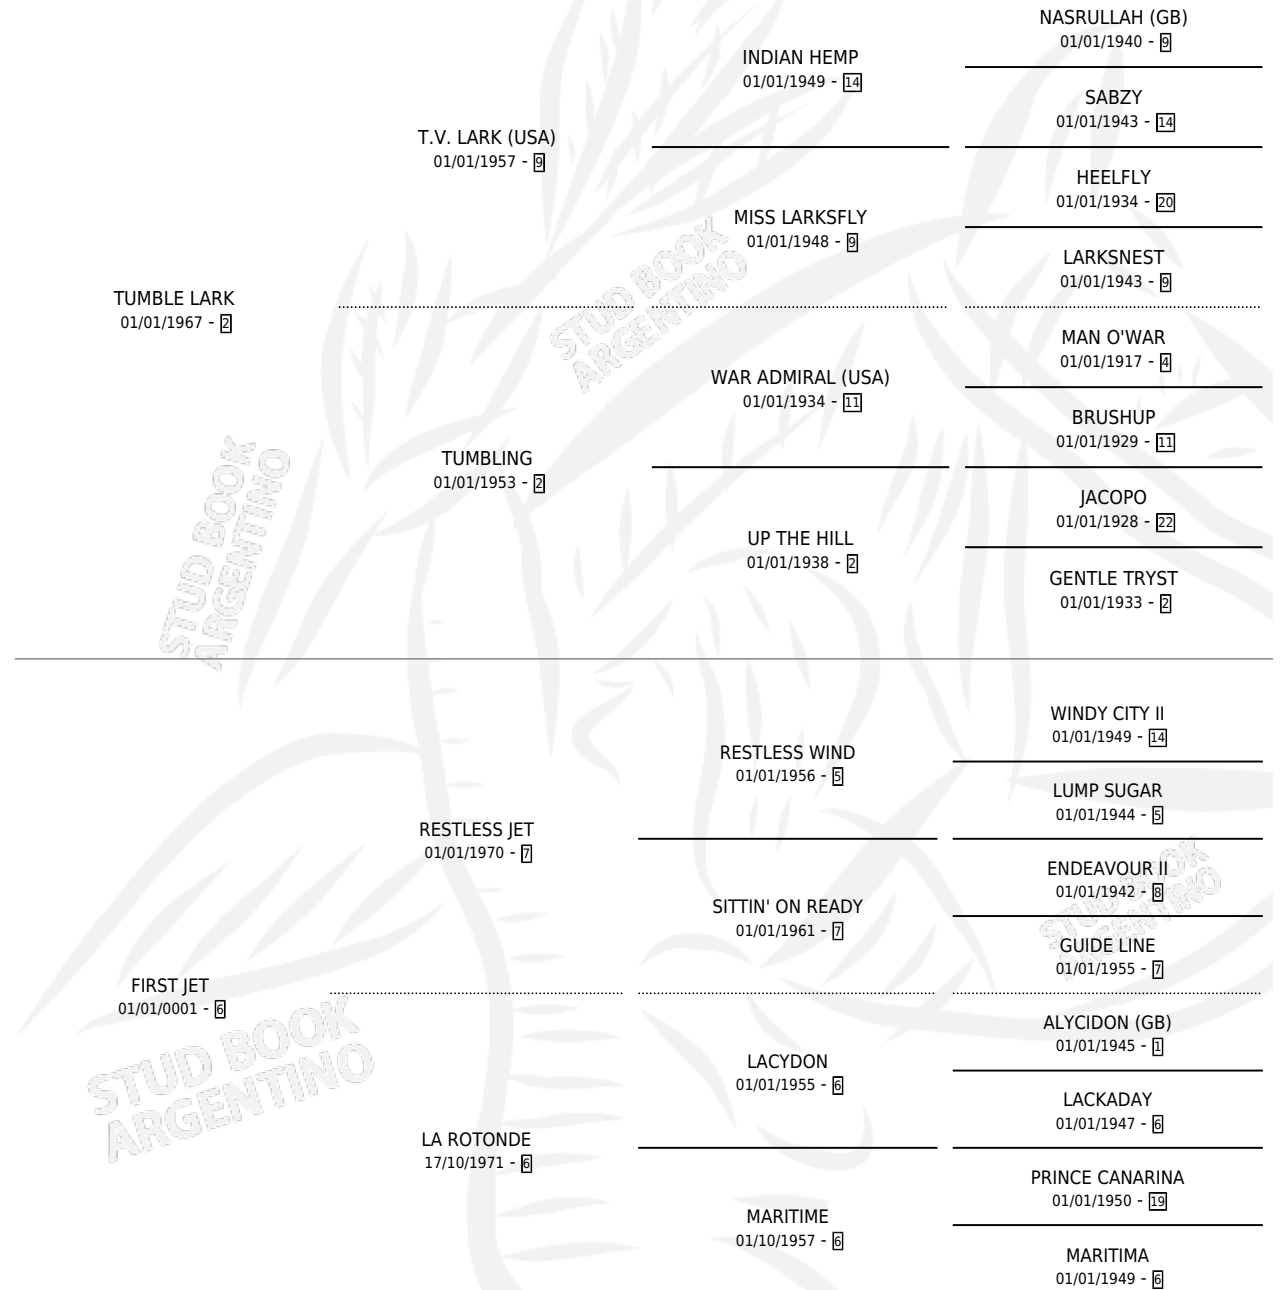 NASRULLAH (GB)
01/01/1940 - 9
INDIAN HEMP
01/01/1949 - 14
SABZY
01/01/1943 - 14
T.V. LARK (USA)
01/01/1957 - 9
HEELFLY
01/01/1934 - 20
MISS LARKSFLY
01/01/1948 - 9
LARKSNEST
01/01/1943 - 9
TUMBLE LARK
01/01/1967 - 2
MAN O'WAR
01/01/1917 - 4
WAR ADMIRAL (USA)
01/01/1934 - 11
BRUSHUP
01/01/1929 - 11
TUMBLING
01/01/1953 - 2
JACOPO
01/01/1928 - 22
UP THE HILL
01/01/1938 - 2
GENTLE TRYST
01/01/1933 - 2
WINDY CITY II
01/01/1949 - 14
RESTLESS WIND
01/01/1956 - 5
LUMP SUGAR
01/01/1944 - 5
RESTLESS JET
01/01/1970 - 7
ENDEAVOUR II
01/01/1942 - 8
SITTIN' ON READY
01/01/1961 - 7
GUIDE LINE
01/01/1955 - 7
FIRST JET
01/01/0001 - 6
ALYCIDON (GB)
01/01/1945 - 1
LACYDON
01/01/1955 - 6
LACKADAY
01/01/1947 - 6
LA ROTONDE
17/10/1971 - 6
PRINCE CANARINA
01/01/1950 - 19
MARITIME
01/10/1957 - 6
MARITIMA
01/01/1949 - 6
STUD BOOK
ARGENTINO
STUD BOOK
ARGENTINO
STUD BOOK
ARGENTINO
STUD BOOK
ARGENTINO